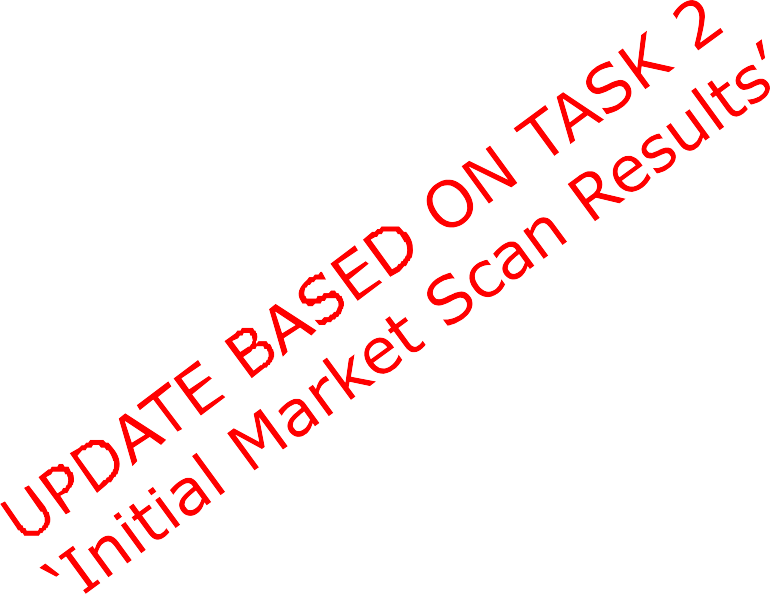 UPDATE BASED ON TASK 2
‘Initial Market Scan Results’